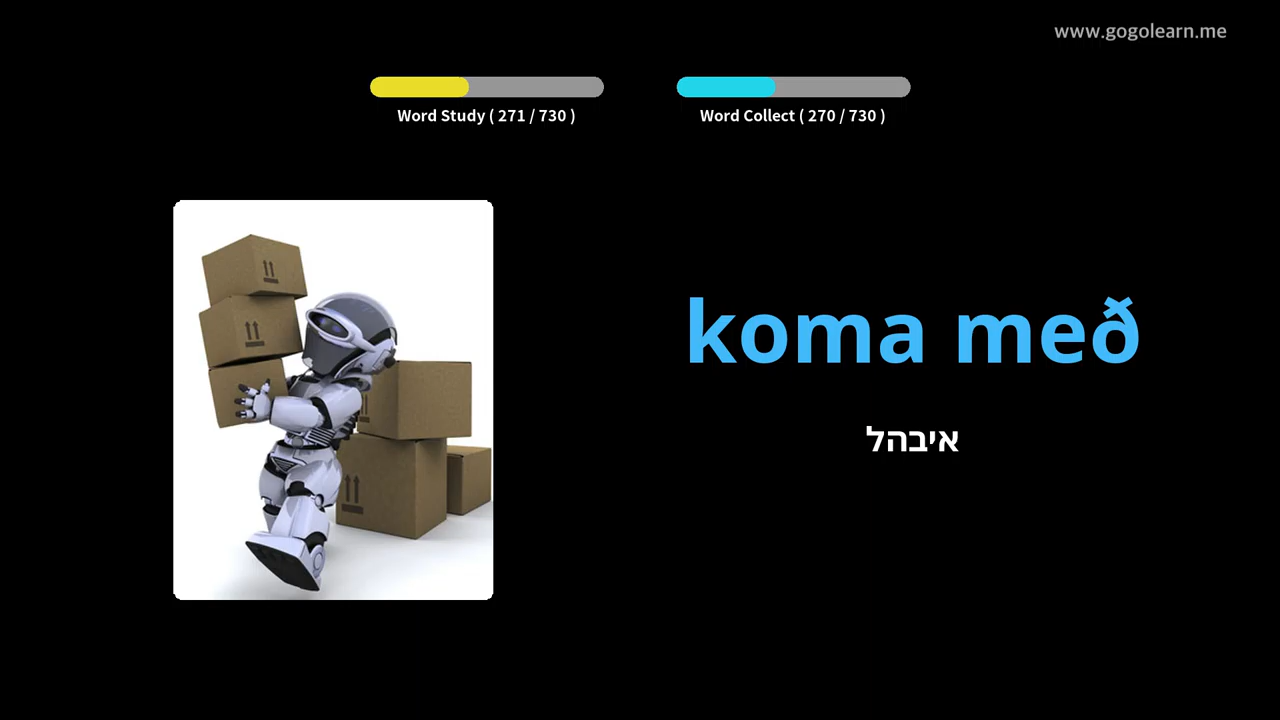 www.gogolearn.me
Word Study ( 271 / 730 )
Word Collect ( 270 / 730 )
koma með
איבהל